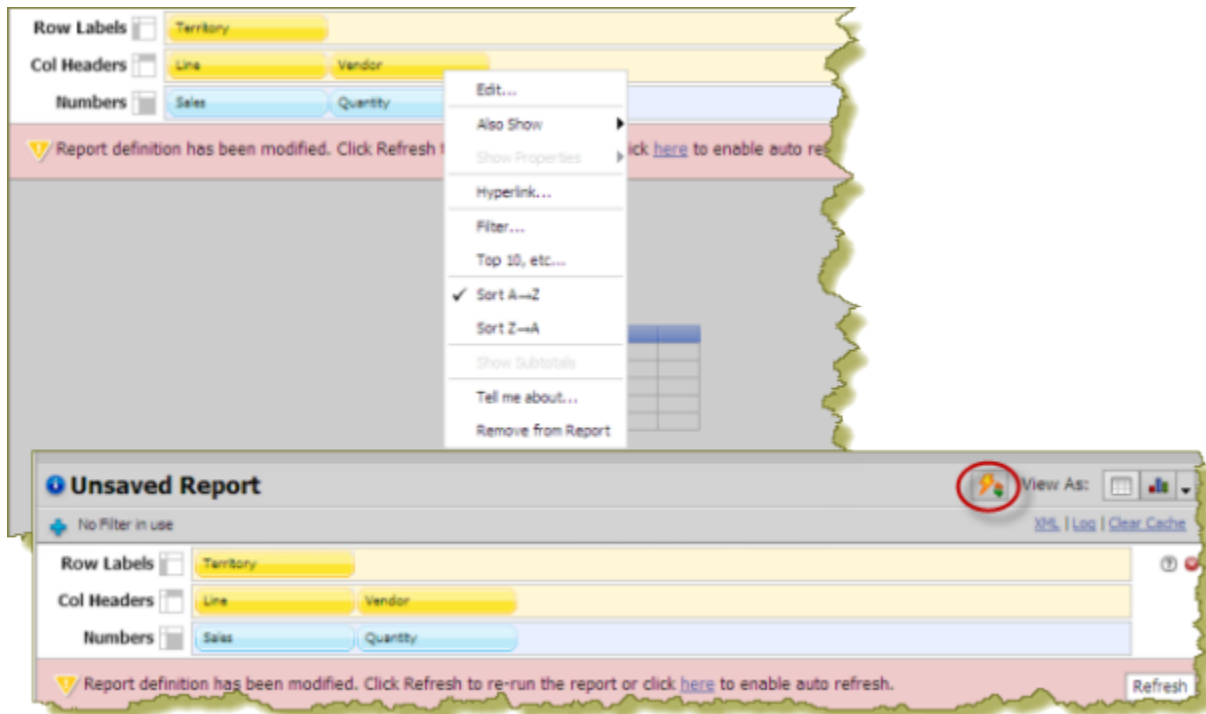 Row Labels Territory
Col Headers Line Vendor
Numbers Sales Quantity
Edit...
Also Show
Show Properties
Hyperlink...
Filter...
Top 10, etc...
Sort A→Z
Sort Z→A
Show Subtotals
Tell me about...
Remove from Report
Report definition has been modified. Click Refresh ick here to enable auto re
Unsaved Report View As:
No Filter in use XML | Log | Clear Cache
Row Labels Territory
Col Headers Line Vendor
Numbers Sales Quantity
Report definition has been modified. Click Refresh to re-run the report or click here to enable auto refresh. Refresh